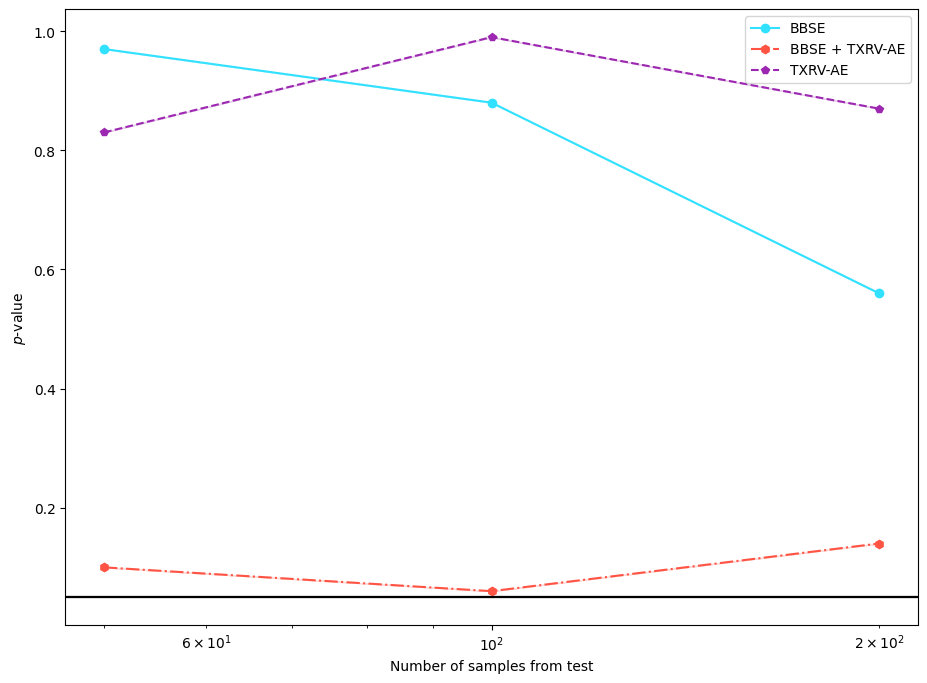 BBSE
BBSE + TXRV-AE
TXRV-AE
1.0
0.8
0.6
0.4
0.2
p-value
6 × 10¹
10²
2 × 10²
Number of samples from test